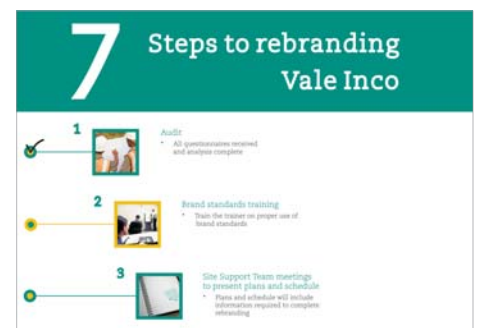 7
Steps to rebranding
Vale Inco
1
Audit
• All questionnaires received
and analysis complete
2
Brand standards training
• Train the trainer on proper use of
brand standards
3
Site Support Team meetings
to present plans and schedule
• Plans and schedule will include
information required to complete
rebranding